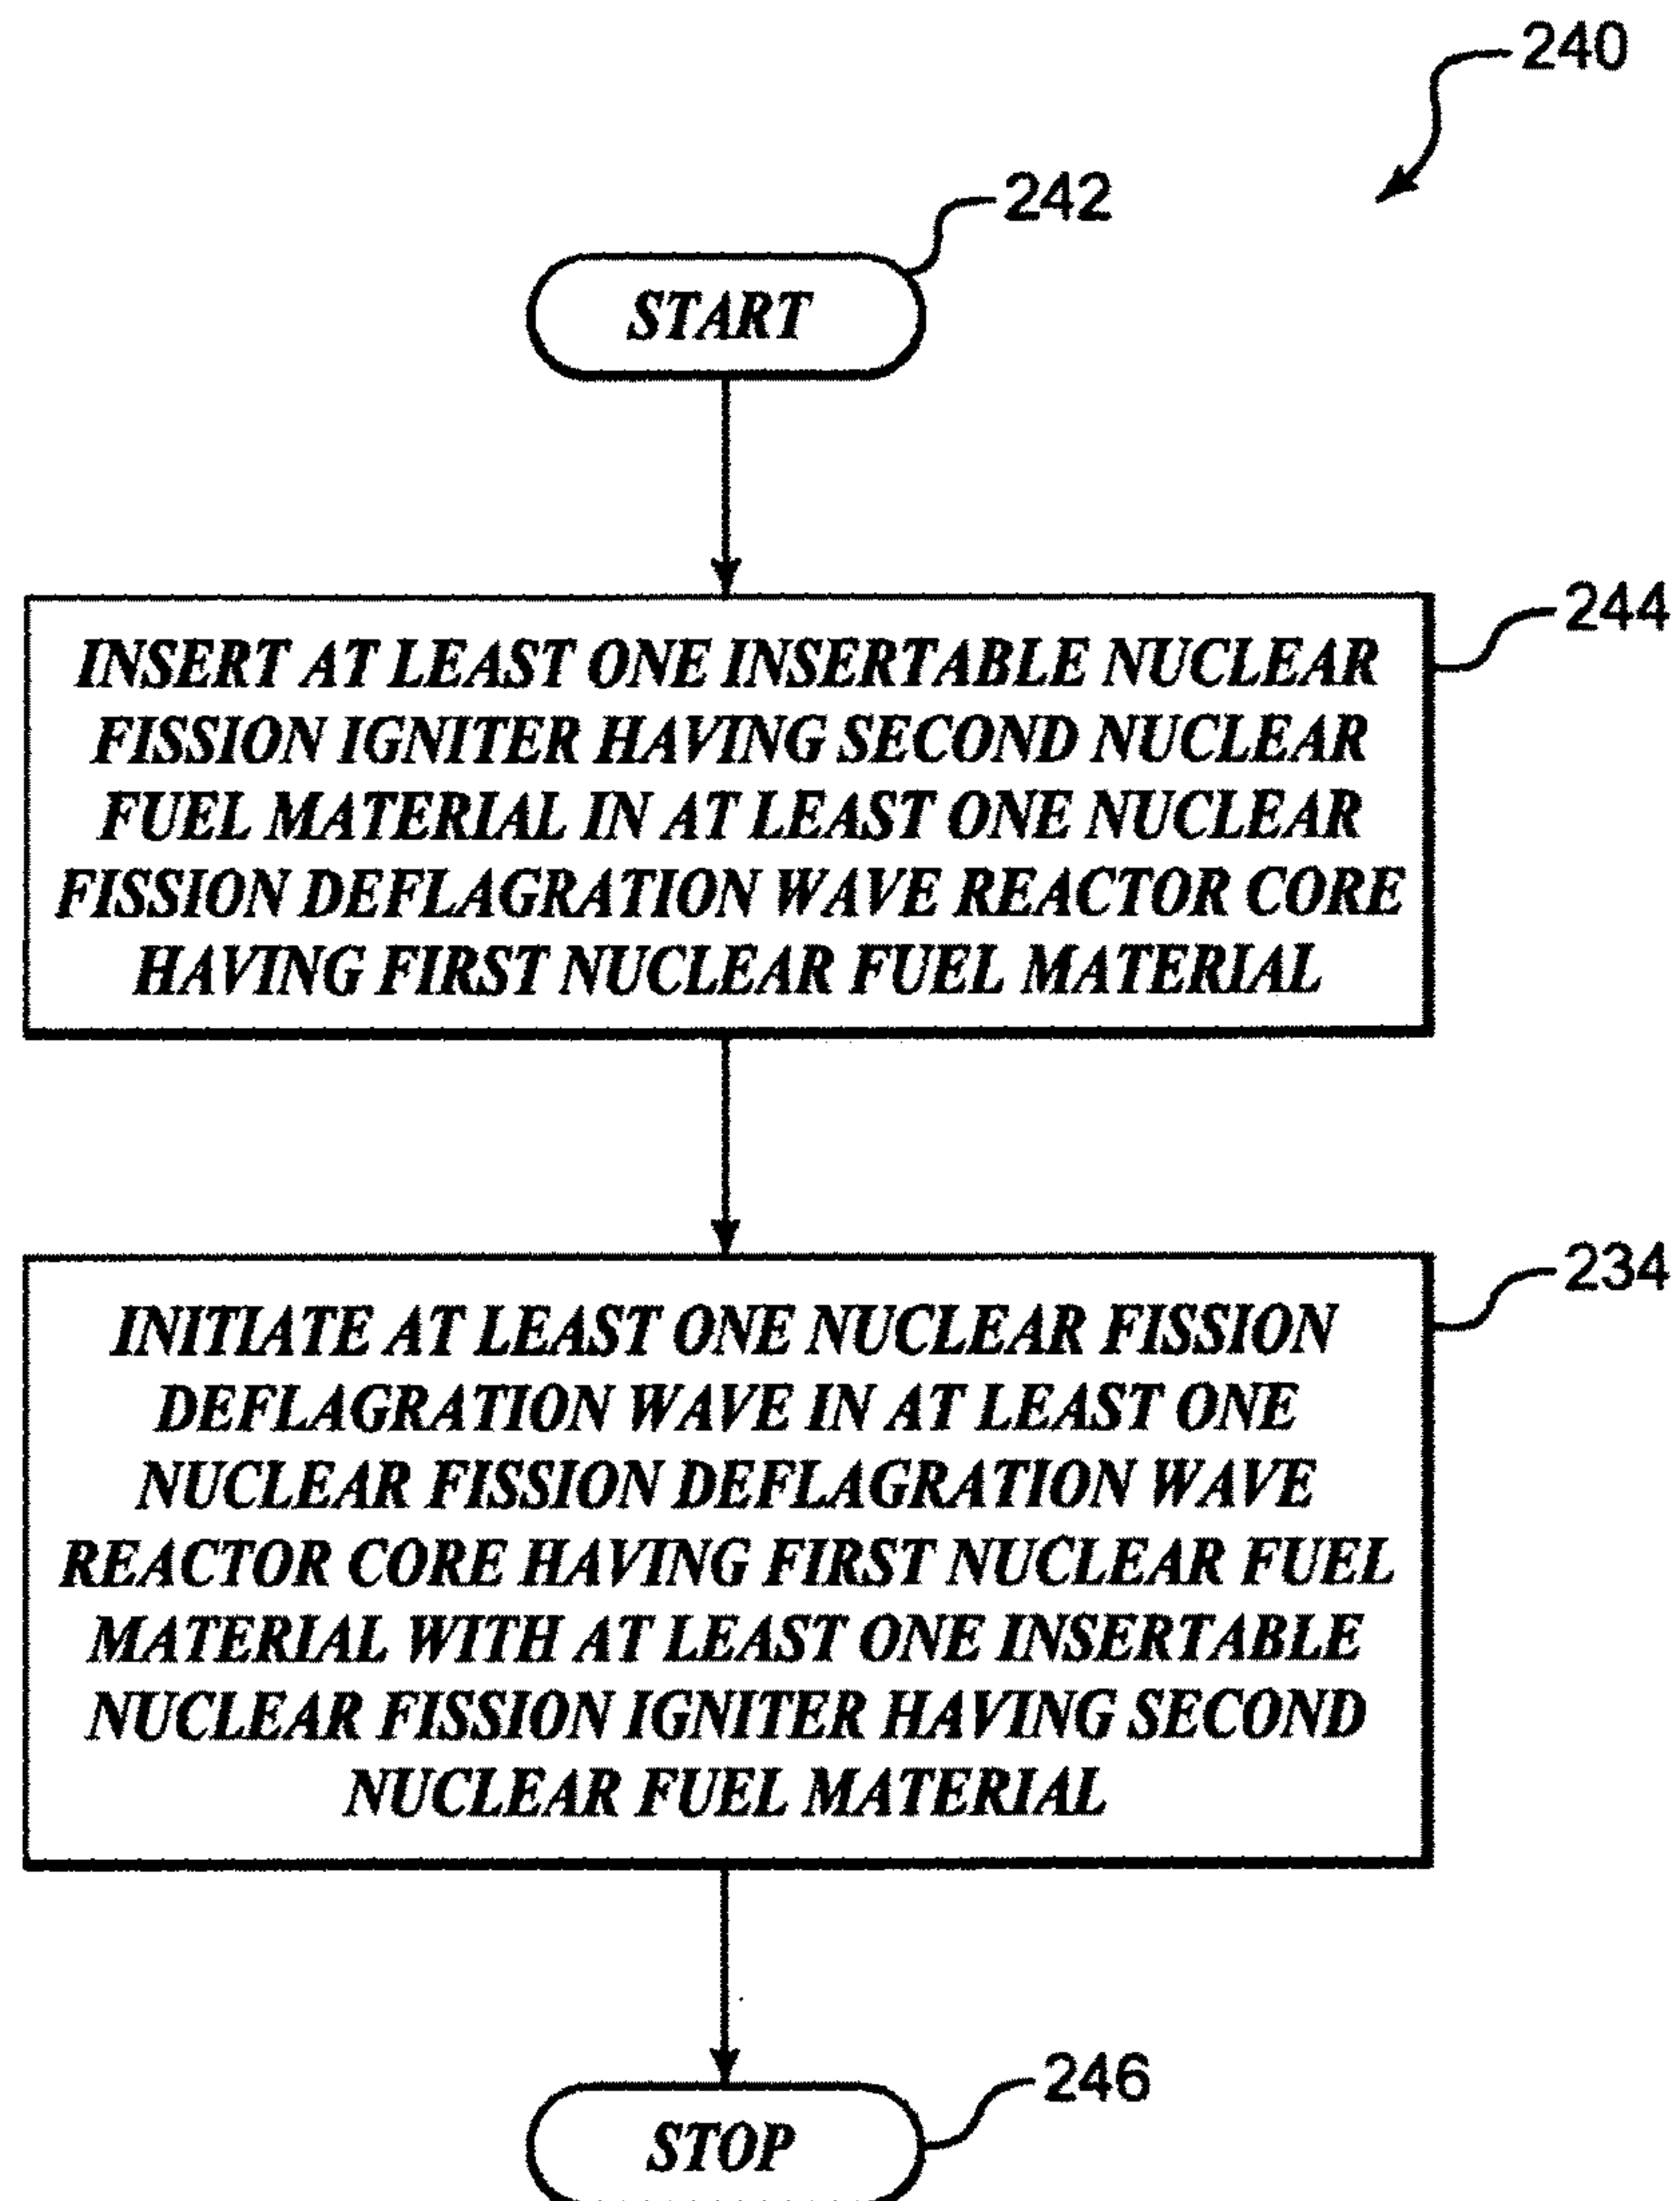 240
242
START
244
INSERT AT LEAST ONE INSERTABLE NUCLEAR
FISSION IGNITER HAVING SECOND NUCLEAR
FUEL MATERIAL IN AT LEAST ONE NUCLEAR
FISSION DEFLAGRATION WAVE REACTOR CORE
HAVING FIRST NUCLEAR FUEL MATERIAL
234
INITIATE AT LEAST ONE NUCLEAR FISSION
DEFLAGRATION WAVE IN AT LEAST ONE
NUCLEAR FISSION DEFLAGRATION WAVE
REACTOR CORE HAVING FIRST NUCLEAR FUEL
MATERIAL WITH AT LEAST ONE INSERTABLE
NUCLEAR FISSION IGNITER HAVING SECOND
NUCLEAR FUEL MATERIAL
246
STOP